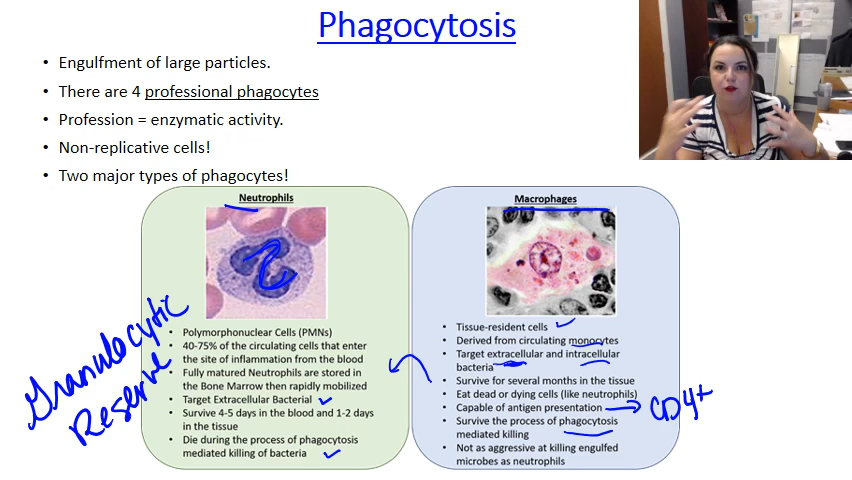 Phagocytosis
• Engulfment of large particles.
• There are 4 professional phagocytes
• Profession = enzymatic activity.
• Non-replicative cells!
• Two major types of phagocytes!
Neutrophils
• Polymorphonuclear Cells (PMNs)
• 40-75% of the circulating cells that enter
the site of inflammation from the blood
• Fully matured Neutrophils are stored in
the Bone Marrow then rapidly mobilized
• Target Extracellular Bacterial
• Survive 4-5 days in the blood and 1-2 days
in the tissue
• Die during the process of phagocytosis
mediated killing of bacteria
Granulocytic
Reserve
Macrophages
• Tissue-resident cells
• Derived from circulating monocytes
• Target extracellular and intracellular
bacteria
• Survive for several months in the tissue
• Eat dead or dying cells (like neutrophils)
• Capable of antigen presentation
• Survive the process of phagocytosis
mediated killing
• Not as aggressive at killing engulfed
microbes as neutrophils
CD4+